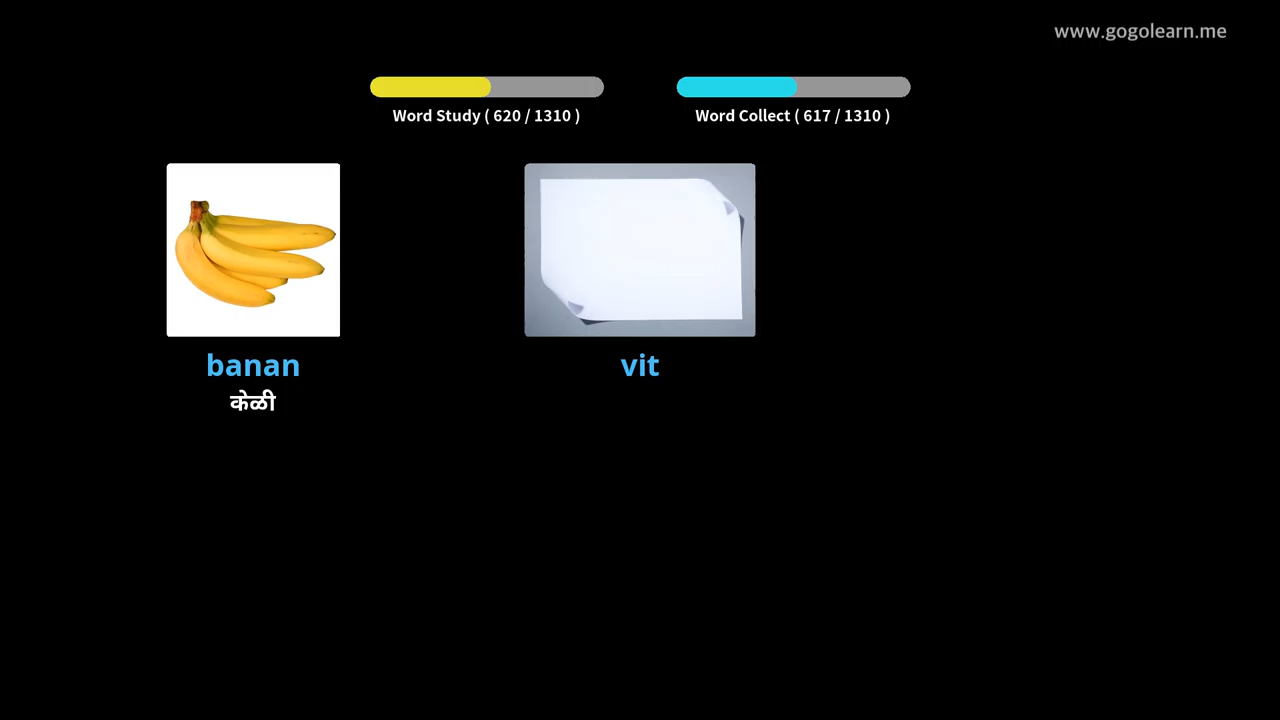 www.gogolearn.me
Word Study ( 620 / 1310 )
Word Collect ( 617 / 1310 )
banan
vit
केळी